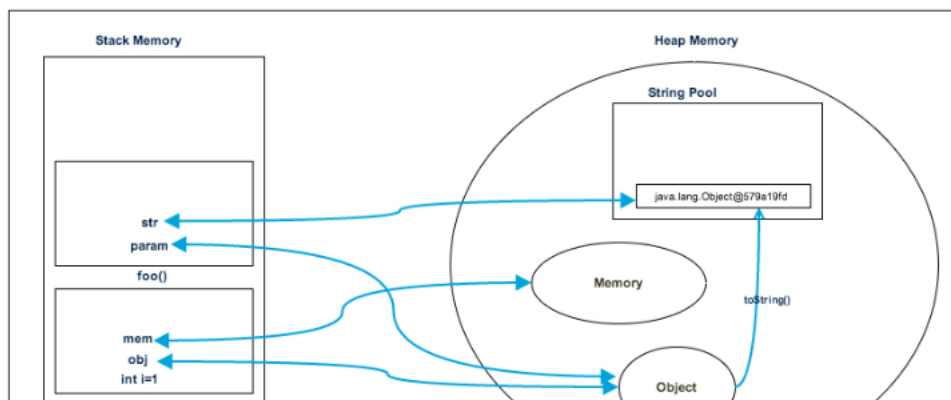 Stack Memory
Heap Memory
String Pool
java.lang.Object@579a19fd
str
param
foo()
Memory
toString()
mem
obj
int i=1
Object